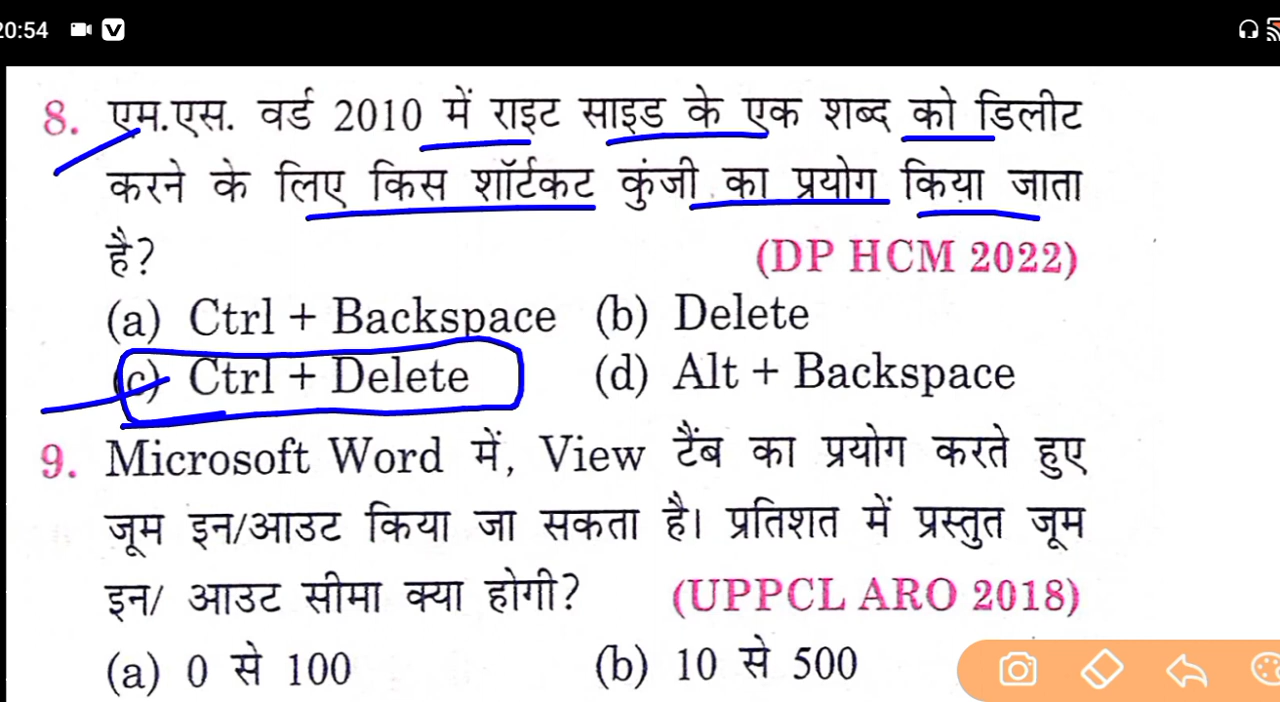 20:54
8. एम.एस. वर्ड 2010 में राइट साइड के एक शब्द को डिलीट
करने के लिए किस शॉर्टकट कुंजी का प्रयोग किया जाता
है? (DP HCM 2022)
(a) Ctrl + Backspace (b) Delete
(c) Ctrl + Delete (d) Alt + Backspace
9. Microsoft Word में, View टैंब का प्रयोग करते हुए
जूम इन/आउट किया जा सकता है। प्रतिशत में प्रस्तुत जूम
इन/ आउट सीमा क्या होगी? (UPPCL ARO 2018)
(a) 0 से 100 (b) 10 से 500